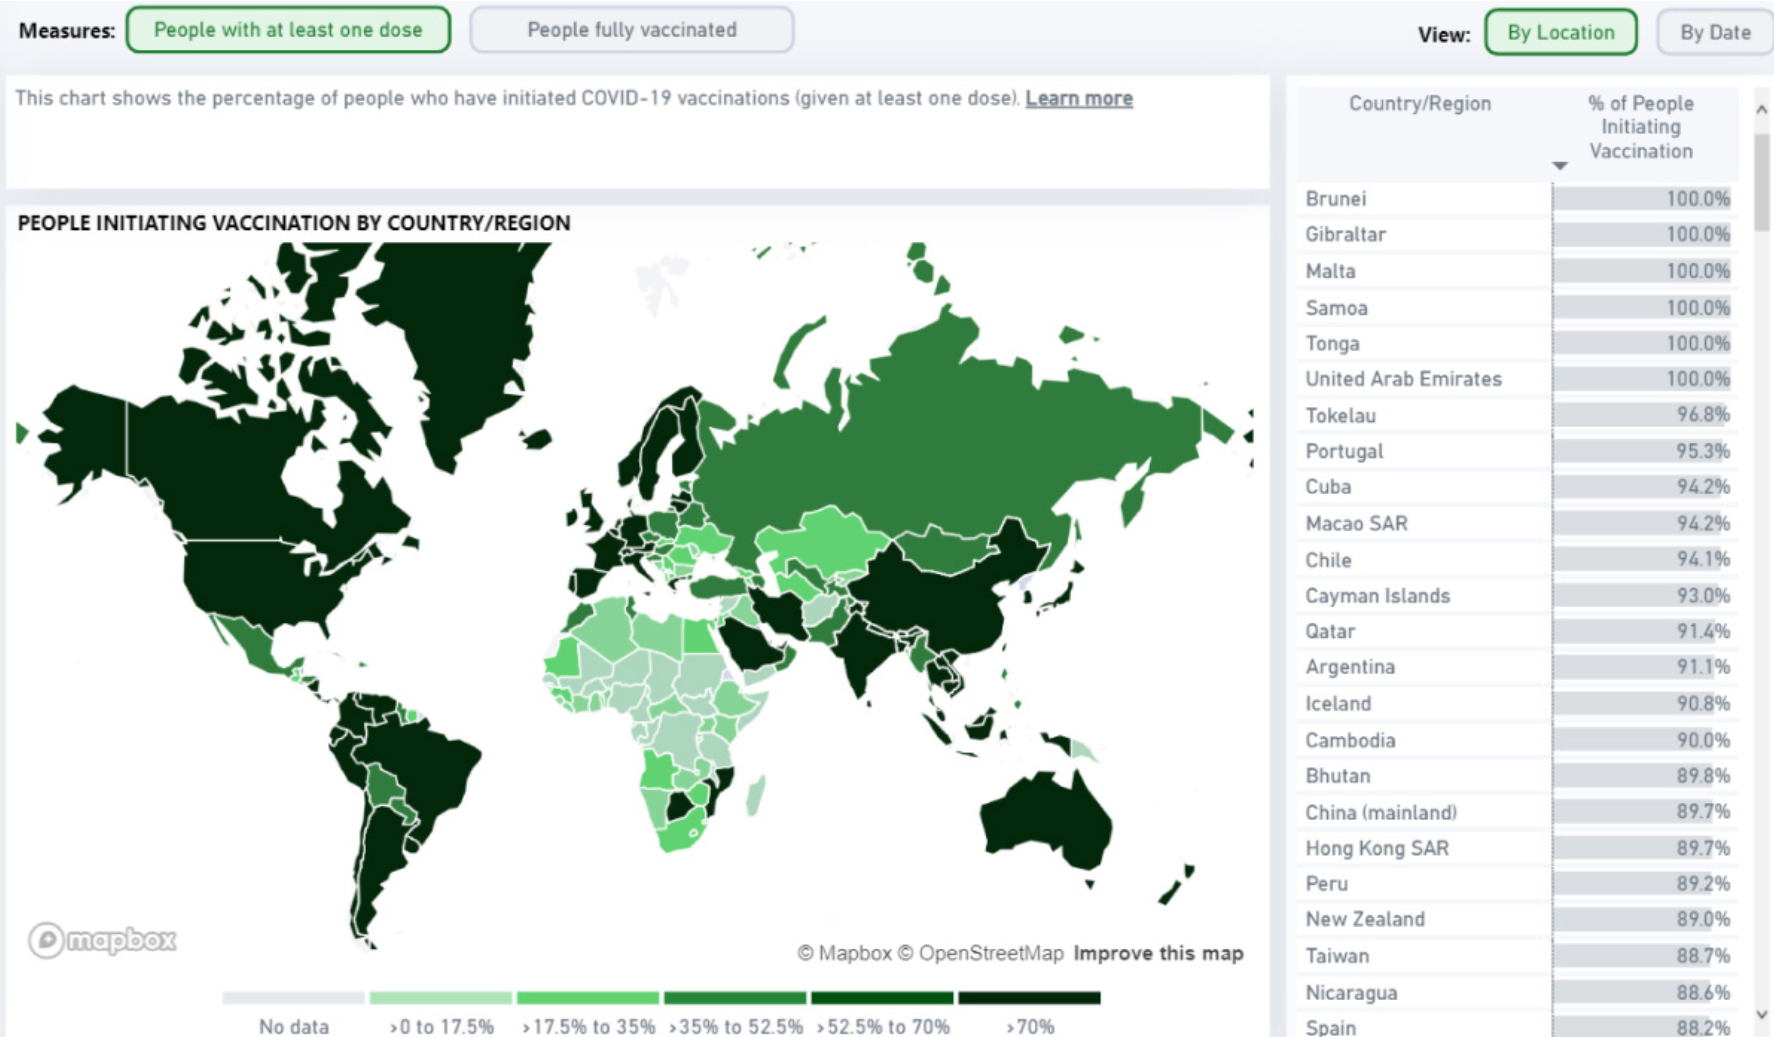 Measures: People with at least one dose People fully vaccinated
View: By Location By Date
This chart shows the percentage of people who have initiated COVID-19 vaccinations (given at least one dose). Learn more
PEOPLE INITIATING VACCINATION BY COUNTRY/REGION
mapbox
© Mapbox © OpenStreetMap Improve this map
No data >0 to 17.5% >17.5% to 35% >35% to 52.5% >52.5% to 70% >70%
Country/Region % of People
Initiating
Vaccination
Brunei 100.0%
Gibraltar 100.0%
Malta 100.0%
Samoa 100.0%
Tonga 100.0%
United Arab Emirates 100.0%
Tokelau 96.8%
Portugal 95.3%
Cuba 94.2%
Macao SAR 94.2%
Chile 94.1%
Cayman Islands 93.0%
Qatar 91.4%
Argentina 91.1%
Iceland 90.8%
Cambodia 90.0%
Bhutan 89.8%
China (mainland) 89.7%
Hong Kong SAR 89.7%
Peru 89.2%
New Zealand 89.0%
Taiwan 88.7%
Nicaragua 88.6%
Spain 88.2%